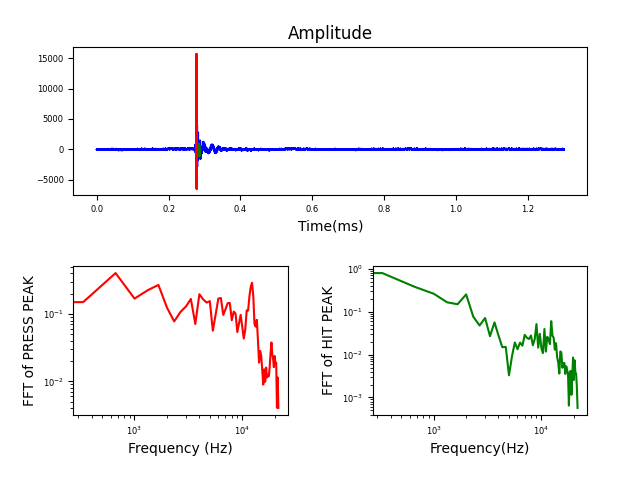 Amplitude
15000
10000
5000
0
−5000
0.0 0.2 0.4 0.6 0.8 1.0 1.2
Time(ms)
FFT of PRESS PEAK
10⁻¹
10⁻²
10³ 10⁴
Frequency (Hz)
FFT of HIT PEAK
10⁰
10⁻¹
10⁻²
10⁻³
10³ 10⁴
Frequency(Hz)